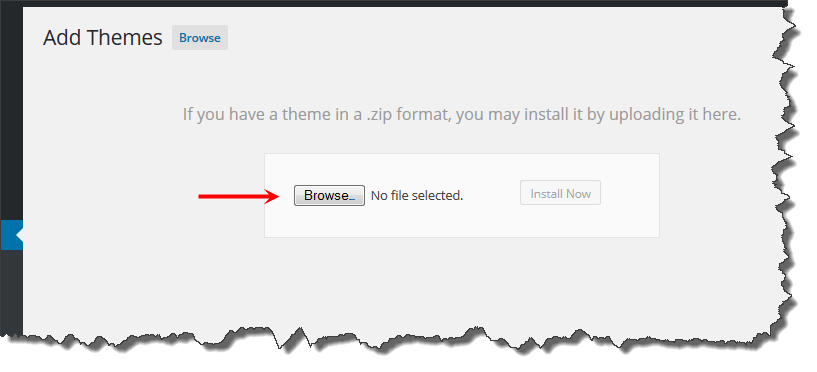 Add Themes Browse
If you have a theme in a .zip format, you may install it by uploading it here.
Browse.. No file selected. Install Now